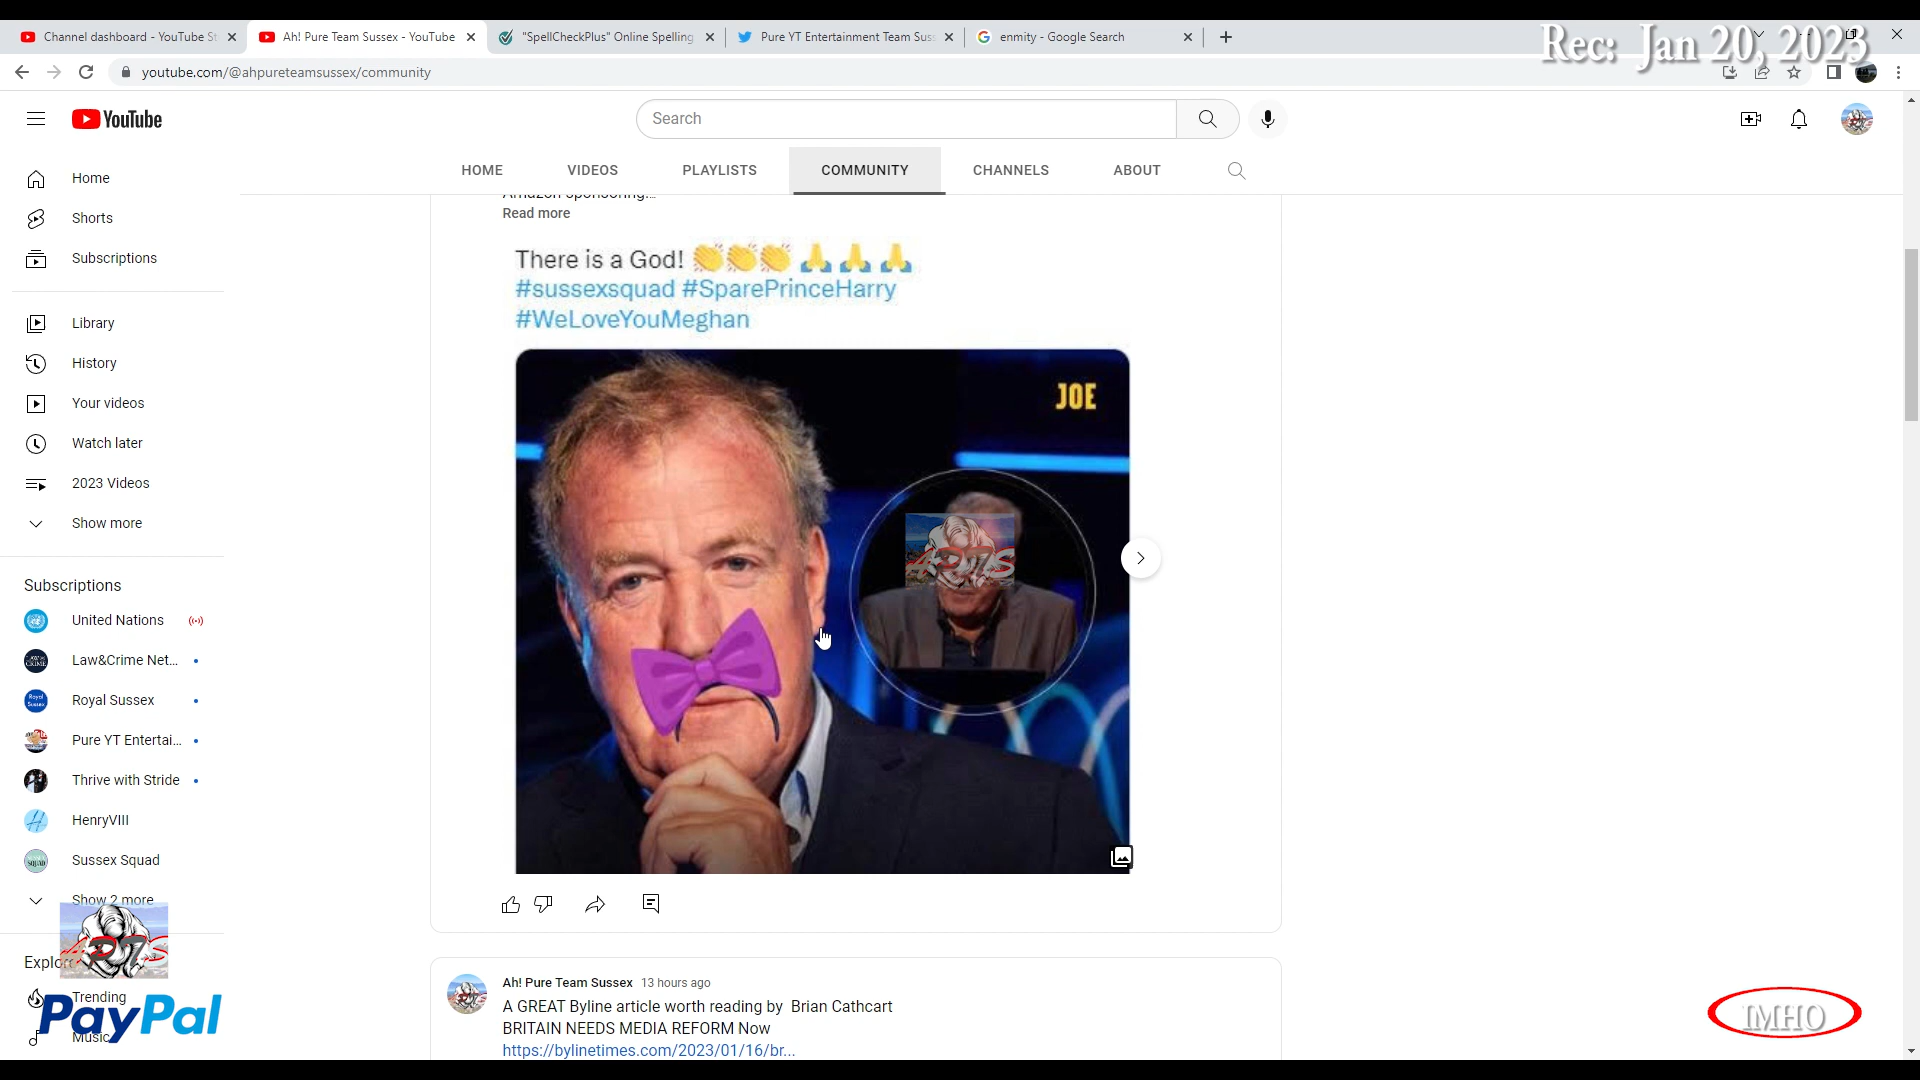 Channel dashboard - YouTube St
Ah! Pure Team Sussex - YouTube
"SpellCheckPlus" Online Spelling
Pure YT Entertainment Team Suss
enmity - Google Search
Rec: Jan 20, 2023
youtube.com/@ahpureteamsussex/community
YouTube
Search
HOME
VIDEOS
PLAYLISTS
COMMUNITY
CHANNELS
ABOUT
Home
Shorts
Subscriptions
Library
History
Your videos
Watch later
2023 Videos
Show more
Subscriptions
United Nations
Law&Crime Net...
Royal Sussex
Pure YT Entertai...
Thrive with Stride
HenryVIII
Sussex Squad
Show 2 more
Explore
Trending
Music
PayPal
Amazon sponsoring...
Read more
There is a God! 👏👏👏 🙏🙏🙏
#sussexsquad #SparePrinceHarry
#WeLoveYouMeghan
JOE
APTS
Ah! Pure Team Sussex 13 hours ago
A GREAT Byline article worth reading by Brian Cathcart
BRITAIN NEEDS MEDIA REFORM Now
https://bylinetimes.com/2023/01/16/br...
IMHO